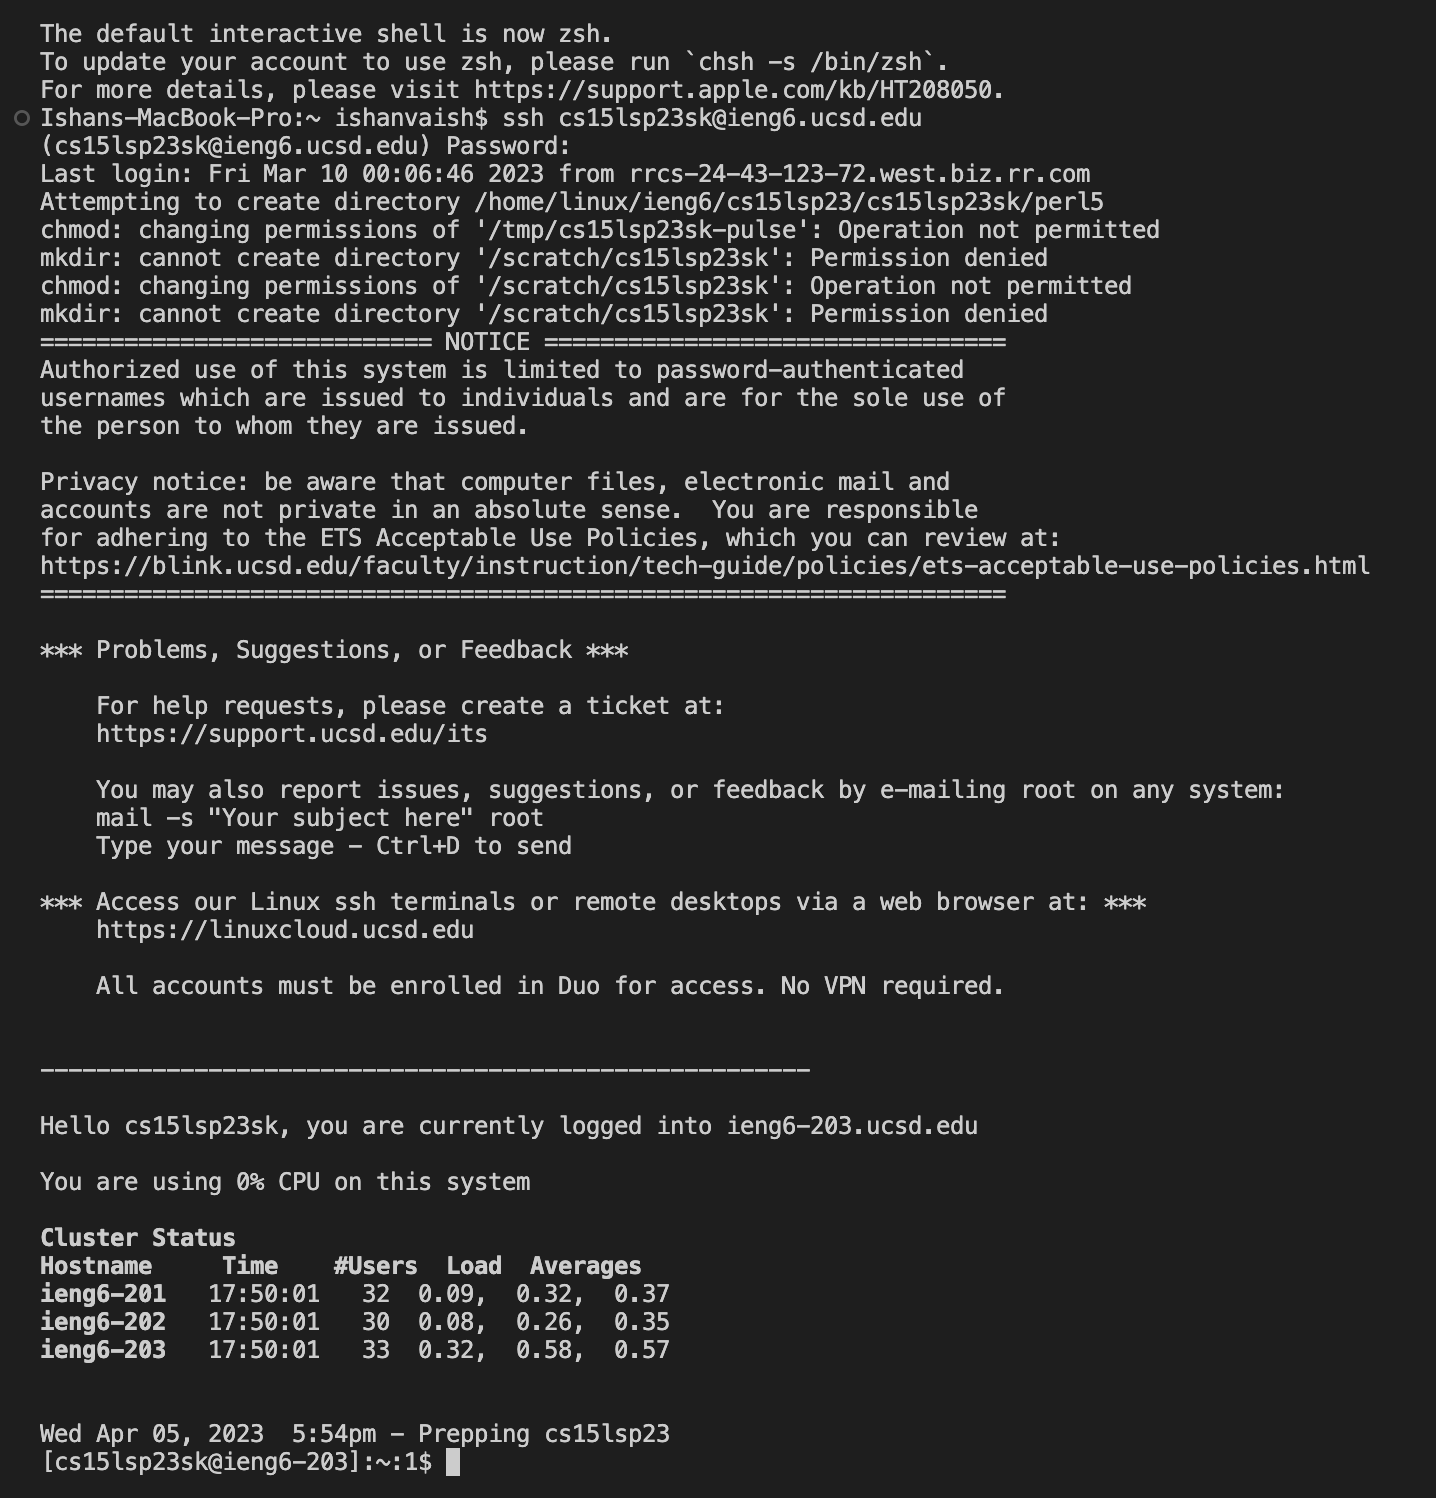 The default interactive shell is now zsh.
To update your account to use zsh, please run `chsh -s /bin/zsh`.
For more details, please visit https://support.apple.com/kb/HT208050.
Ishans-MacBook-Pro:~ ishanvaish$ ssh cs15lsp23sk@ieng6.ucsd.edu
(cs15lsp23sk@ieng6.ucsd.edu) Password:
Last login: Fri Mar 10 00:06:46 2023 from rrcs-24-43-123-72.west.biz.rr.com
Attempting to create directory /home/linux/ieng6/cs15lsp23/cs15lsp23sk/perl5
chmod: changing permissions of '/tmp/cs15lsp23sk-pulse': Operation not permitted
mkdir: cannot create directory '/scratch/cs15lsp23sk': Permission denied
chmod: changing permissions of '/scratch/cs15lsp23sk': Operation not permitted
mkdir: cannot create directory '/scratch/cs15lsp23sk': Permission denied
============================ NOTICE =================================
Authorized use of this system is limited to password-authenticated
usernames which are issued to individuals and are for the sole use of
the person to whom they are issued.

Privacy notice: be aware that computer files, electronic mail and
accounts are not private in an absolute sense.  You are responsible
for adhering to the ETS Acceptable Use Policies, which you can review at:
https://blink.ucsd.edu/faculty/instruction/tech-guide/policies/ets-acceptable-use-policies.html
=====================================================================

*** Problems, Suggestions, or Feedback ***

    For help requests, please create a ticket at:
    https://support.ucsd.edu/its

    You may also report issues, suggestions, or feedback by e-mailing root on any system:
    mail -s "Your subject here" root
    Type your message - Ctrl+D to send

*** Access our Linux ssh terminals or remote desktops via a web browser at: ***
    https://linuxcloud.ucsd.edu

    All accounts must be enrolled in Duo for access. No VPN required.

-------------------------------------------------------

Hello cs15lsp23sk, you are currently logged into ieng6-203.ucsd.edu

You are using 0% CPU on this system

Cluster Status
Hostname     Time    #Users  Load  Averages
ieng6-201   17:50:01   32  0.09,  0.32,  0.37
ieng6-202   17:50:01   30  0.08,  0.26,  0.35
ieng6-203   17:50:01   33  0.32,  0.58,  0.57

Wed Apr 05, 2023  5:54pm - Prepping cs15lsp23
[cs15lsp23sk@ieng6-203]:~:1$